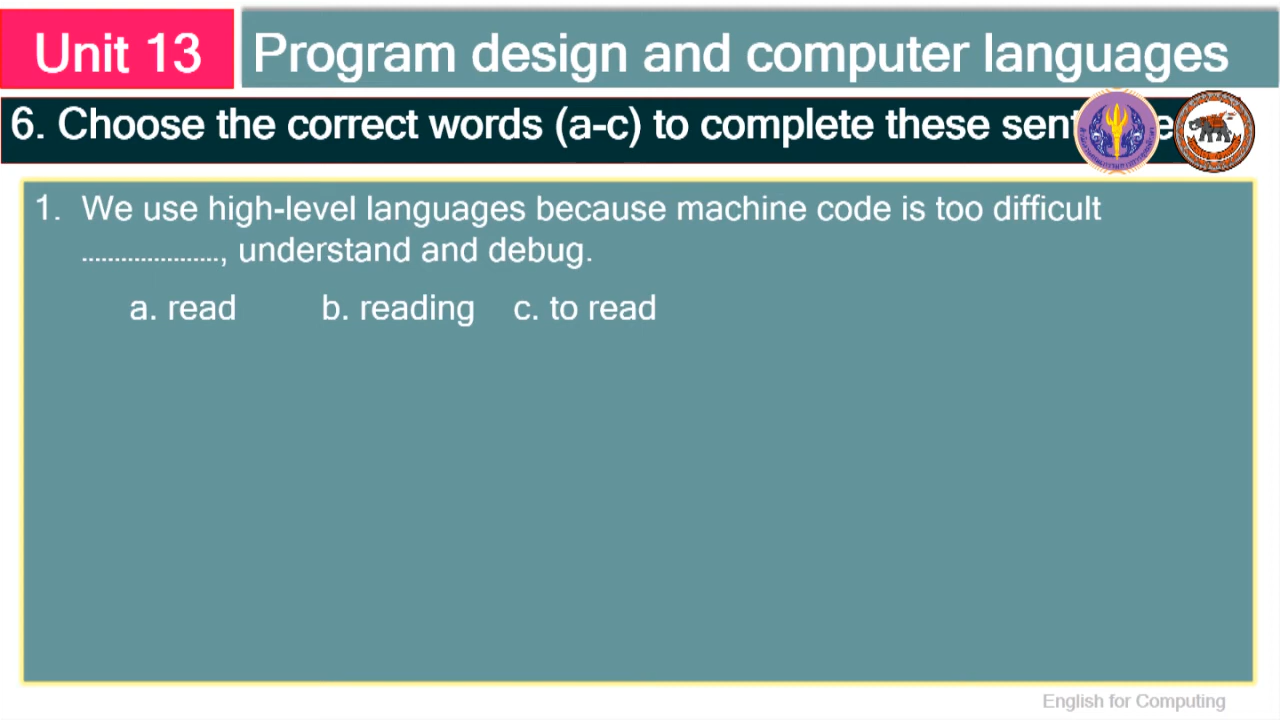 Unit 13
Program design and computer languages
6. Choose the correct words (a-c) to complete these
1. We use high-level languages because machine code is too difficult
....................., understand and debug.
a. read b. reading c. to read
English for Computing